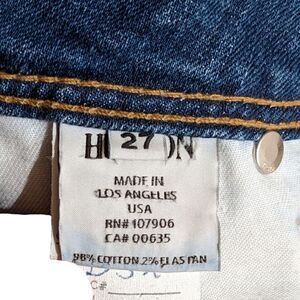 H 27 N
MADE IN
LOS ANGELES
USA
RN# 107906
CA# 00635
98% COTTON 2% ELASTAN
C#